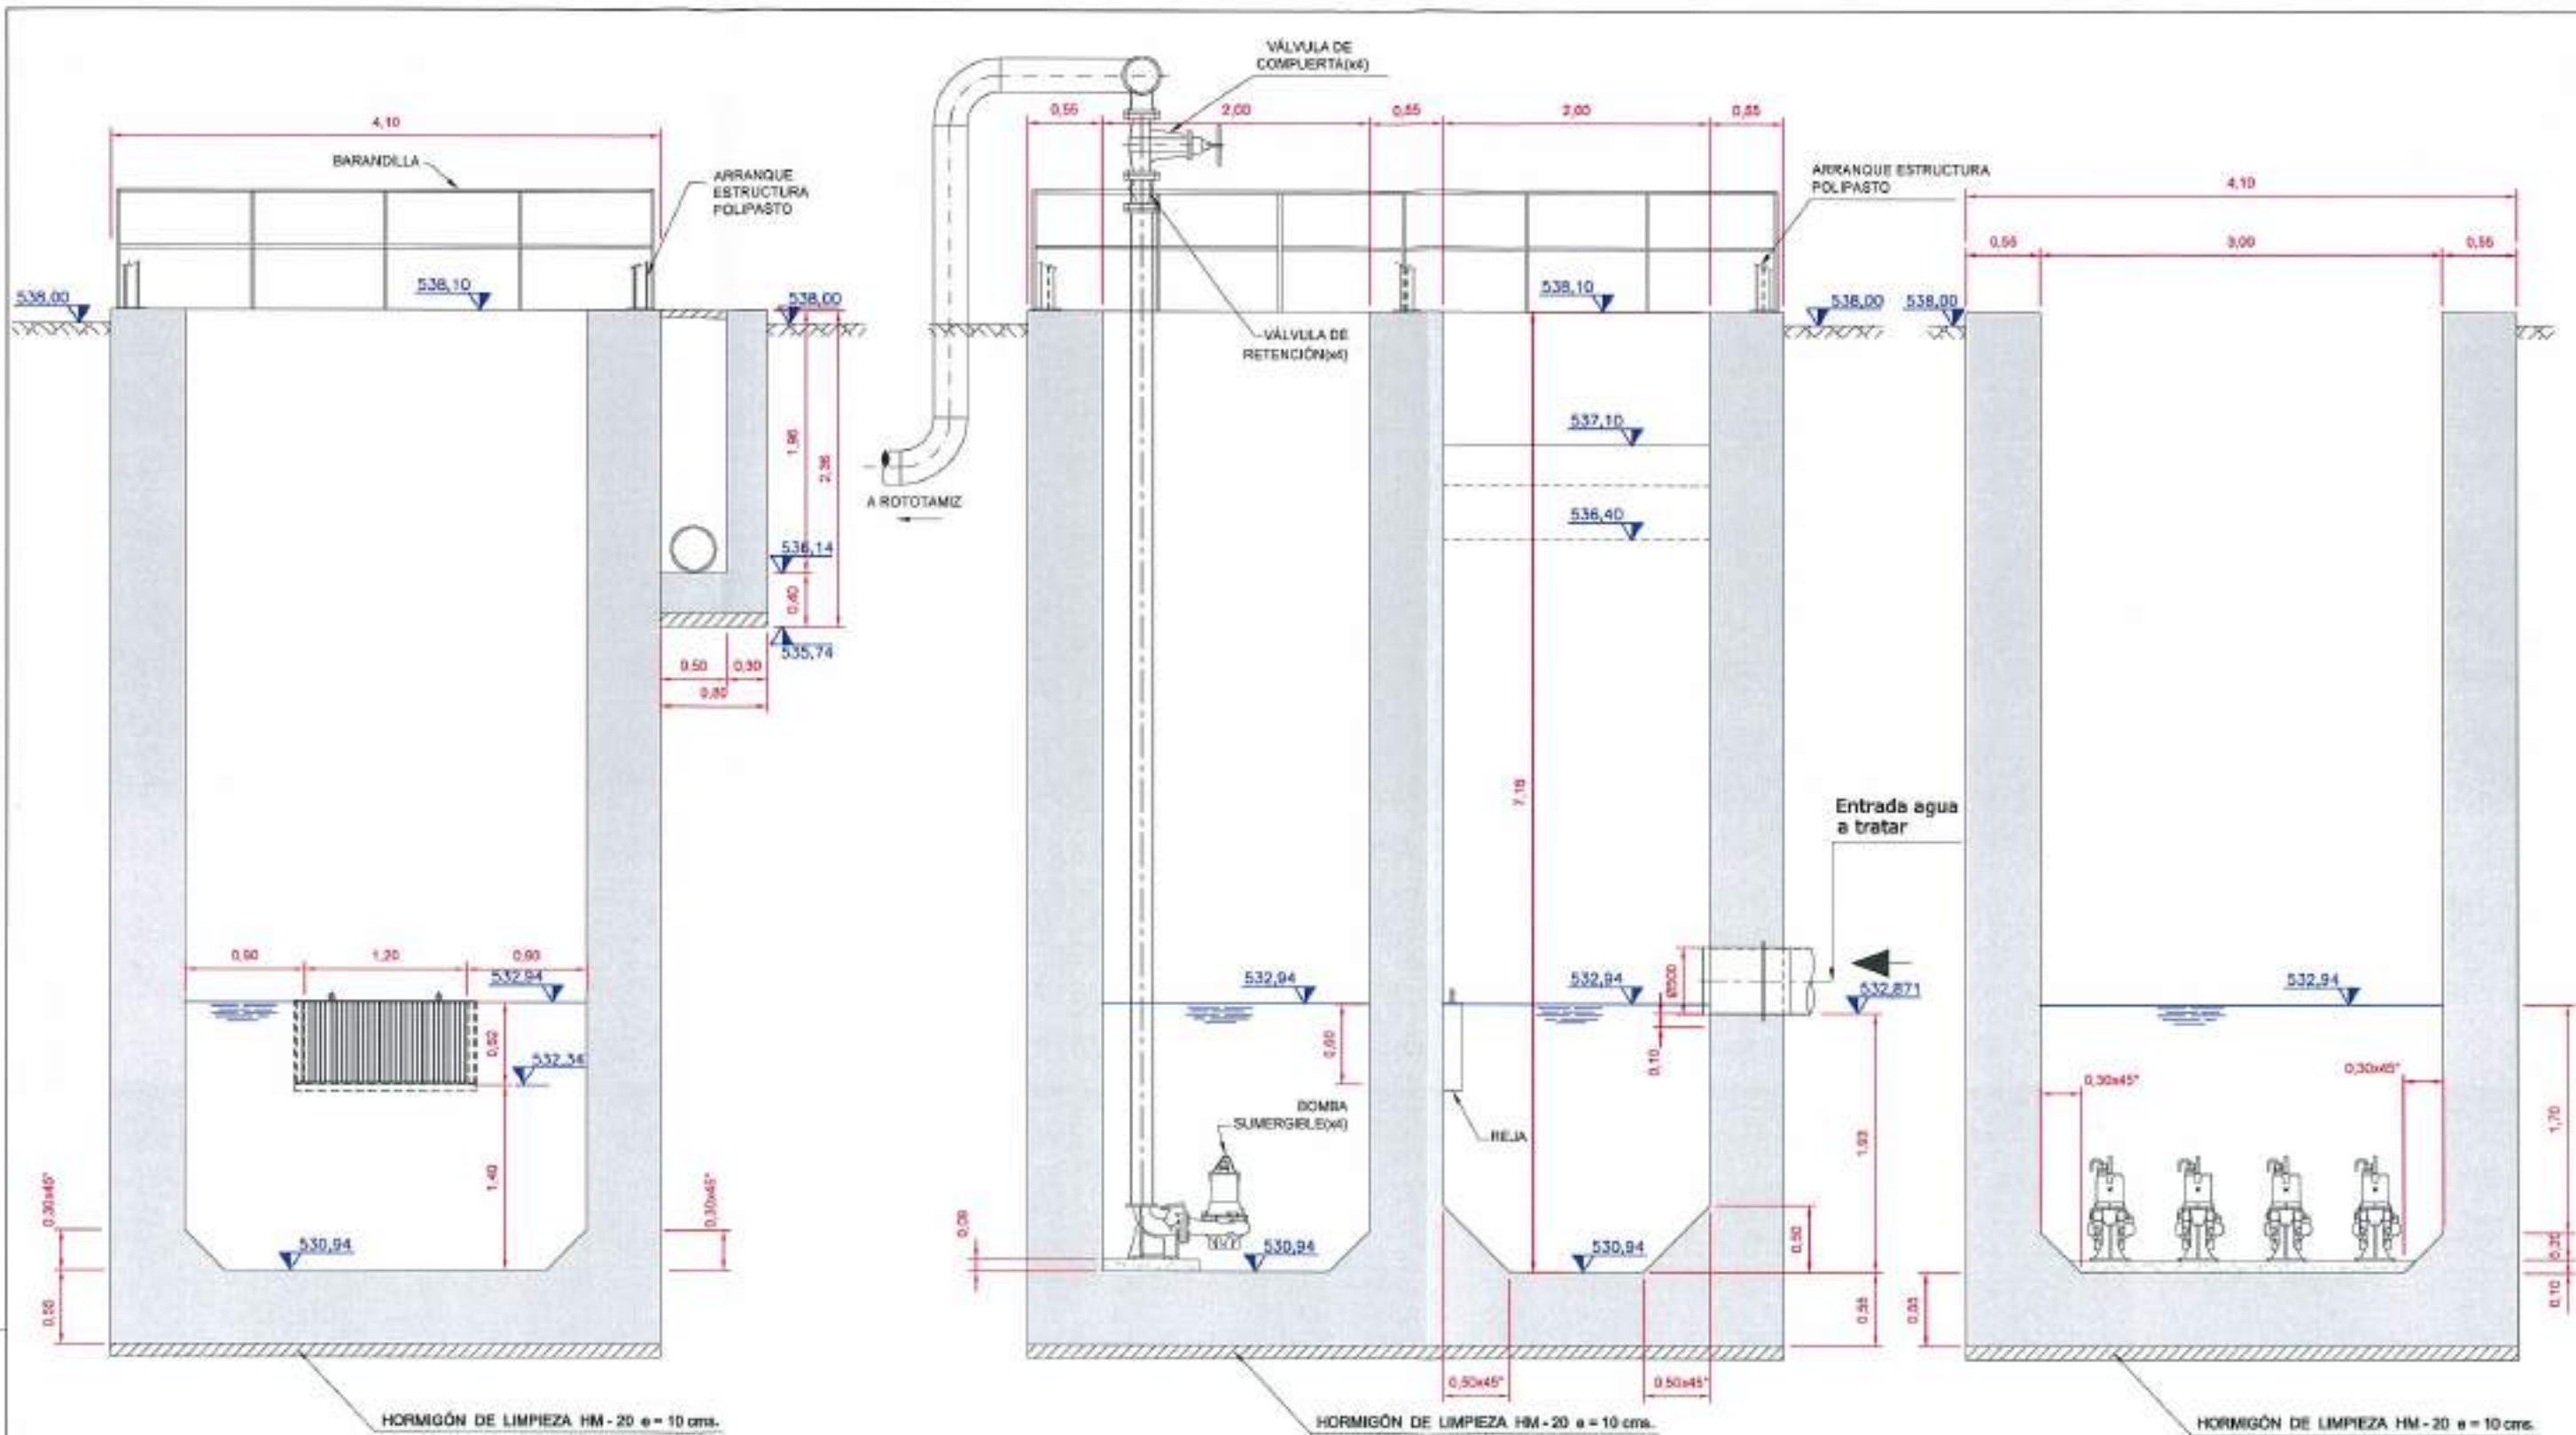 4,10
BARANDILLA
ARRANQUE
ESTRUCTURA
POLIPASTO
538,00
538,10
538,00
1,96
2,36
536,14
0,40
535,74
0,50
0,30
0,80
0,90
1,20
0,90
532,94
532,34
1,40
0,30x45°
0,30x45°
530,94
0,55
HORMIGÓN DE LIMPIEZA HM - 20 e = 10 cms.
VÁLVULA DE
COMPUERTA(x4)
0,55
2,00
0,55
2,00
0,55
ARRANQUE ESTRUCTURA
POLIPASTO
538,10
538,00
VÁLVULA DE
RETENCIÓN(x4)
A ROTOTAMIZ
537,10
536,40
7,16
Entrada agua
a tratar
Ø500
532,94
532,94
532,871
0,60
0,10
BOMBA
SUMERGIBLE(x4)
REJA
1,93
0,50
530,94
530,94
0,55
0,50x45°
0,50x45°
HORMIGÓN DE LIMPIEZA HM - 20 e = 10 cms.
4,10
0,55
3,00
0,55
538,00
532,94
0,30x45°
0,30x45°
1,70
0,10
0,55
HORMIGÓN DE LIMPIEZA HM - 20 e = 10 cms.